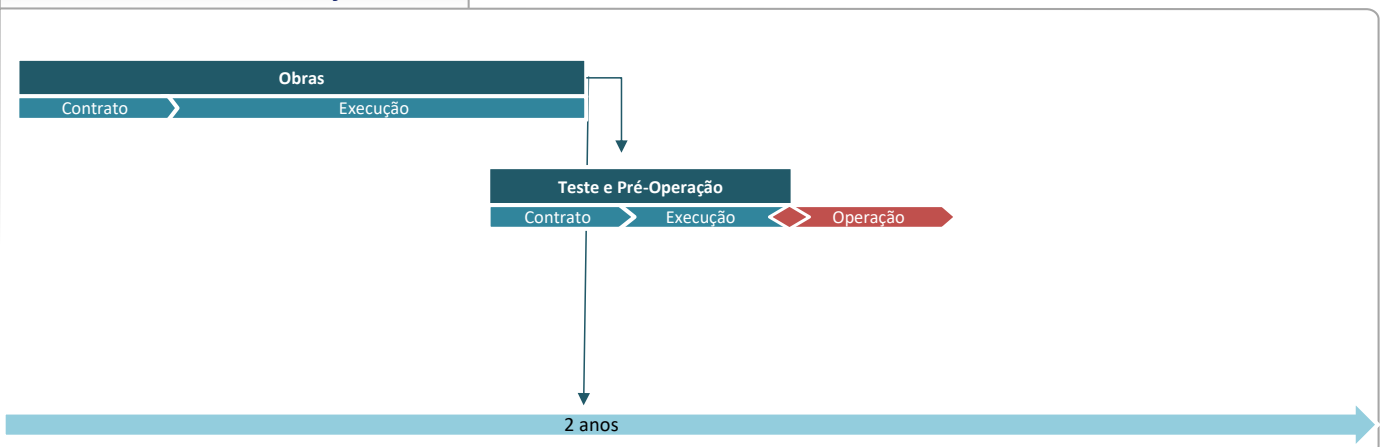 Obras
Contrato Execução
Teste e Pré-Operação
Contrato Execução Operação
2 anos